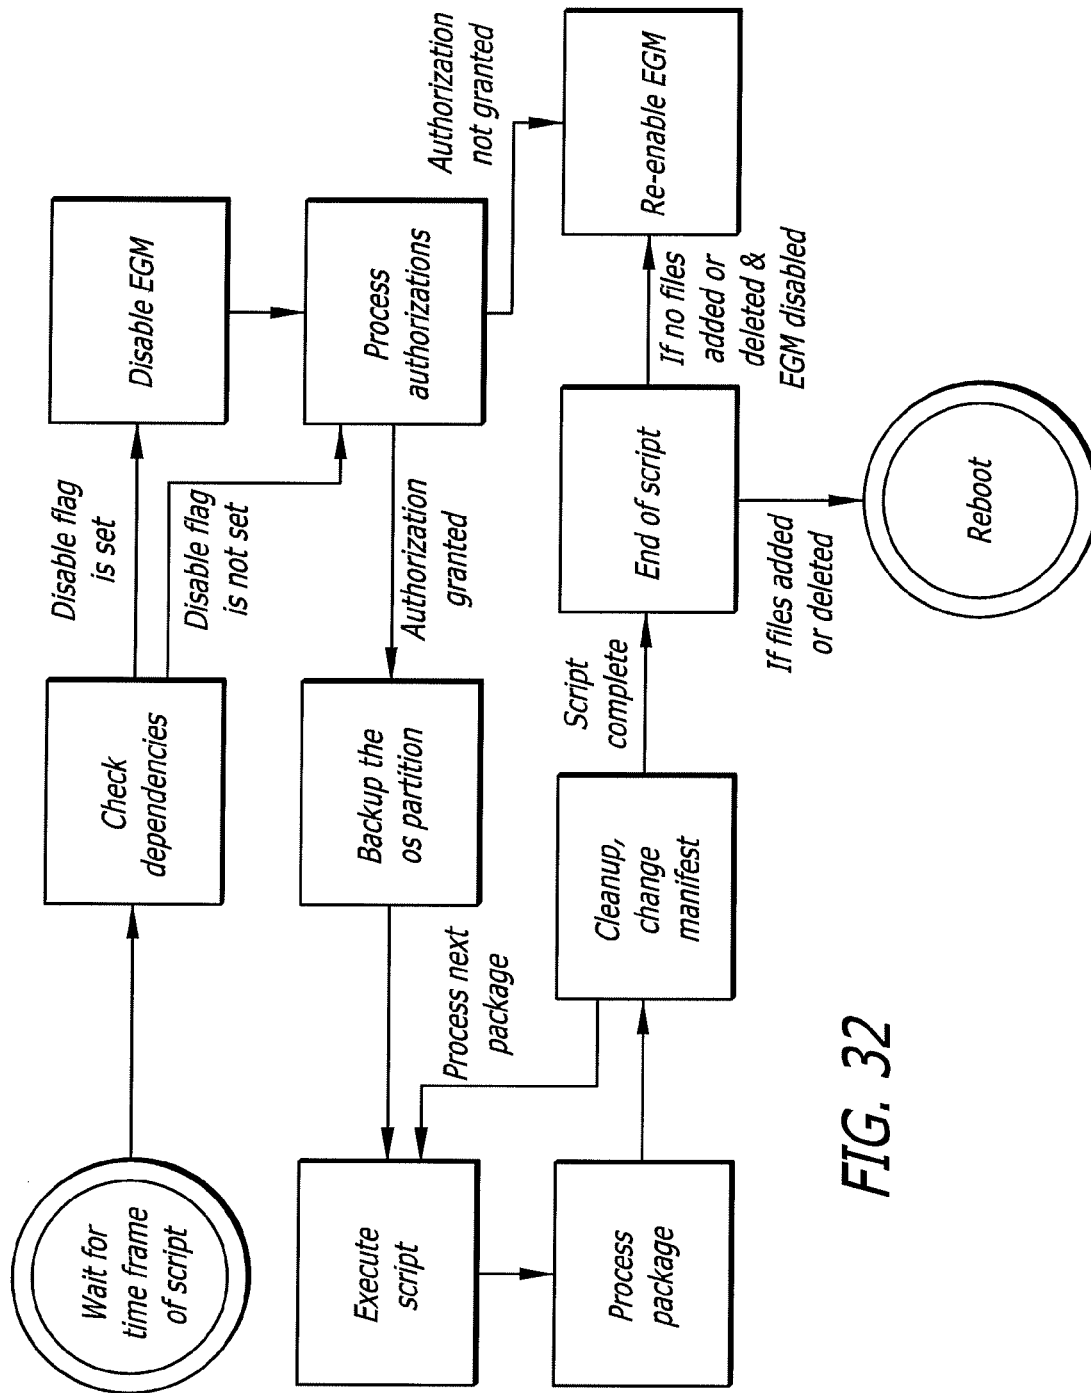 Wait for
time frame
of script
Check
dependencies
Disable flag
is set
Disable flag
is not set
Disable EGM
Process
authorizations
Authorization
granted
Authorization
not granted
Backup the
os partition
Execute
script
Process next
package
Process
package
Cleanup,
change
manifest
Script
complete
End of script
If no files
added or
deleted &
EGM disabled
Re-enable EGM
If files added
or deleted
Reboot
FIG. 32